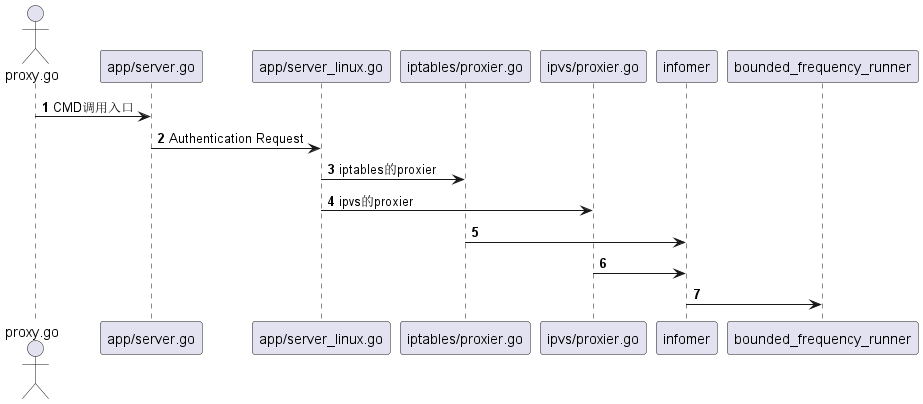 proxy.go
app/server.go
app/server_linux.go
iptables/proxier.go
ipvs/proxier.go
infomer
bounded_frequency_runner
1 CMD调用入口
2 Authentication Request
3 iptables的proxier
4 ipvs的proxier
5
6
7
proxy.go
app/server.go
app/server_linux.go
iptables/proxier.go
ipvs/proxier.go
infomer
bounded_frequency_runner